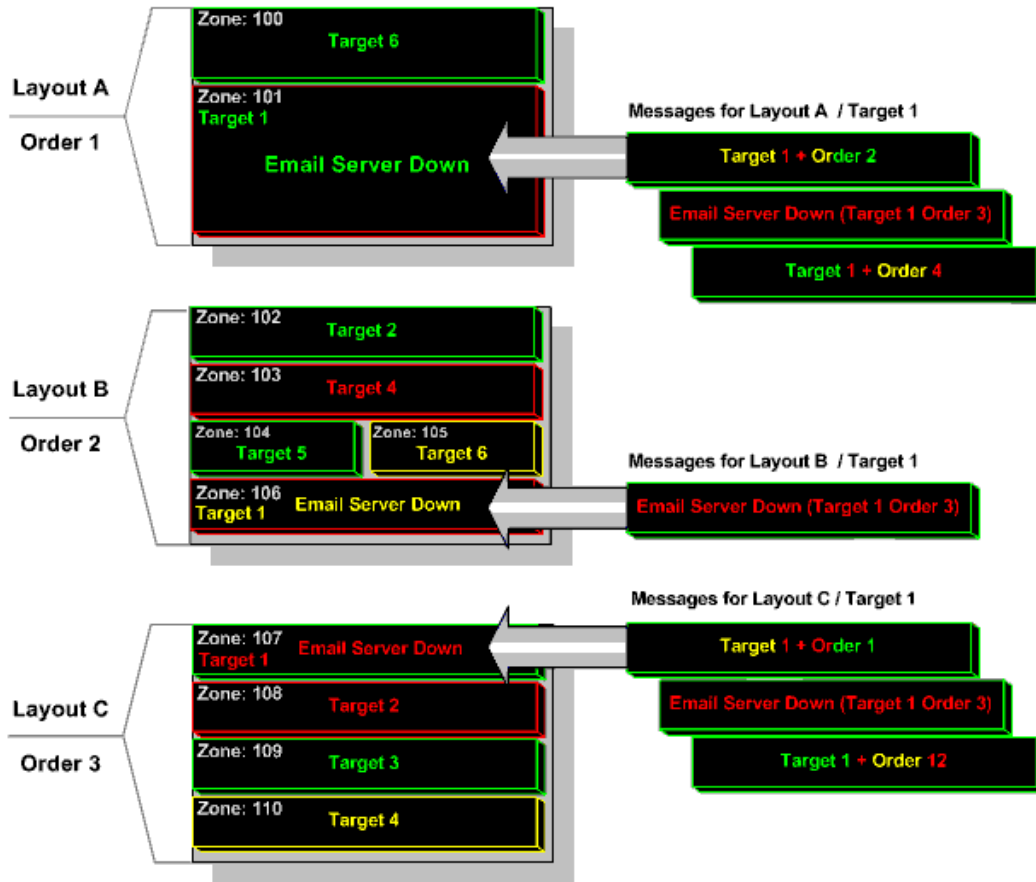 Layout A
Order 1
Zone: 100
Target 6
Zone: 101
Target 1
Email Server Down
Messages for Layout A / Target 1
Target 1 + Order 2
Email Server Down (Target 1 Order 3)
Target 1 + Order 4
Layout B
Order 2
Zone: 102
Target 2
Zone: 103
Target 4
Zone: 104
Target 5
Zone: 105
Target 6
Zone: 106
Target 1
Email Server Down
Messages for Layout B / Target 1
Email Server Down (Target 1 Order 3)
Layout C
Order 3
Zone: 107
Target 1
Email Server Down
Zone: 108
Target 2
Zone: 109
Target 3
Zone: 110
Target 4
Messages for Layout C / Target 1
Target 1 + Order 1
Email Server Down (Target 1 Order 3)
Target 1 + Order 12